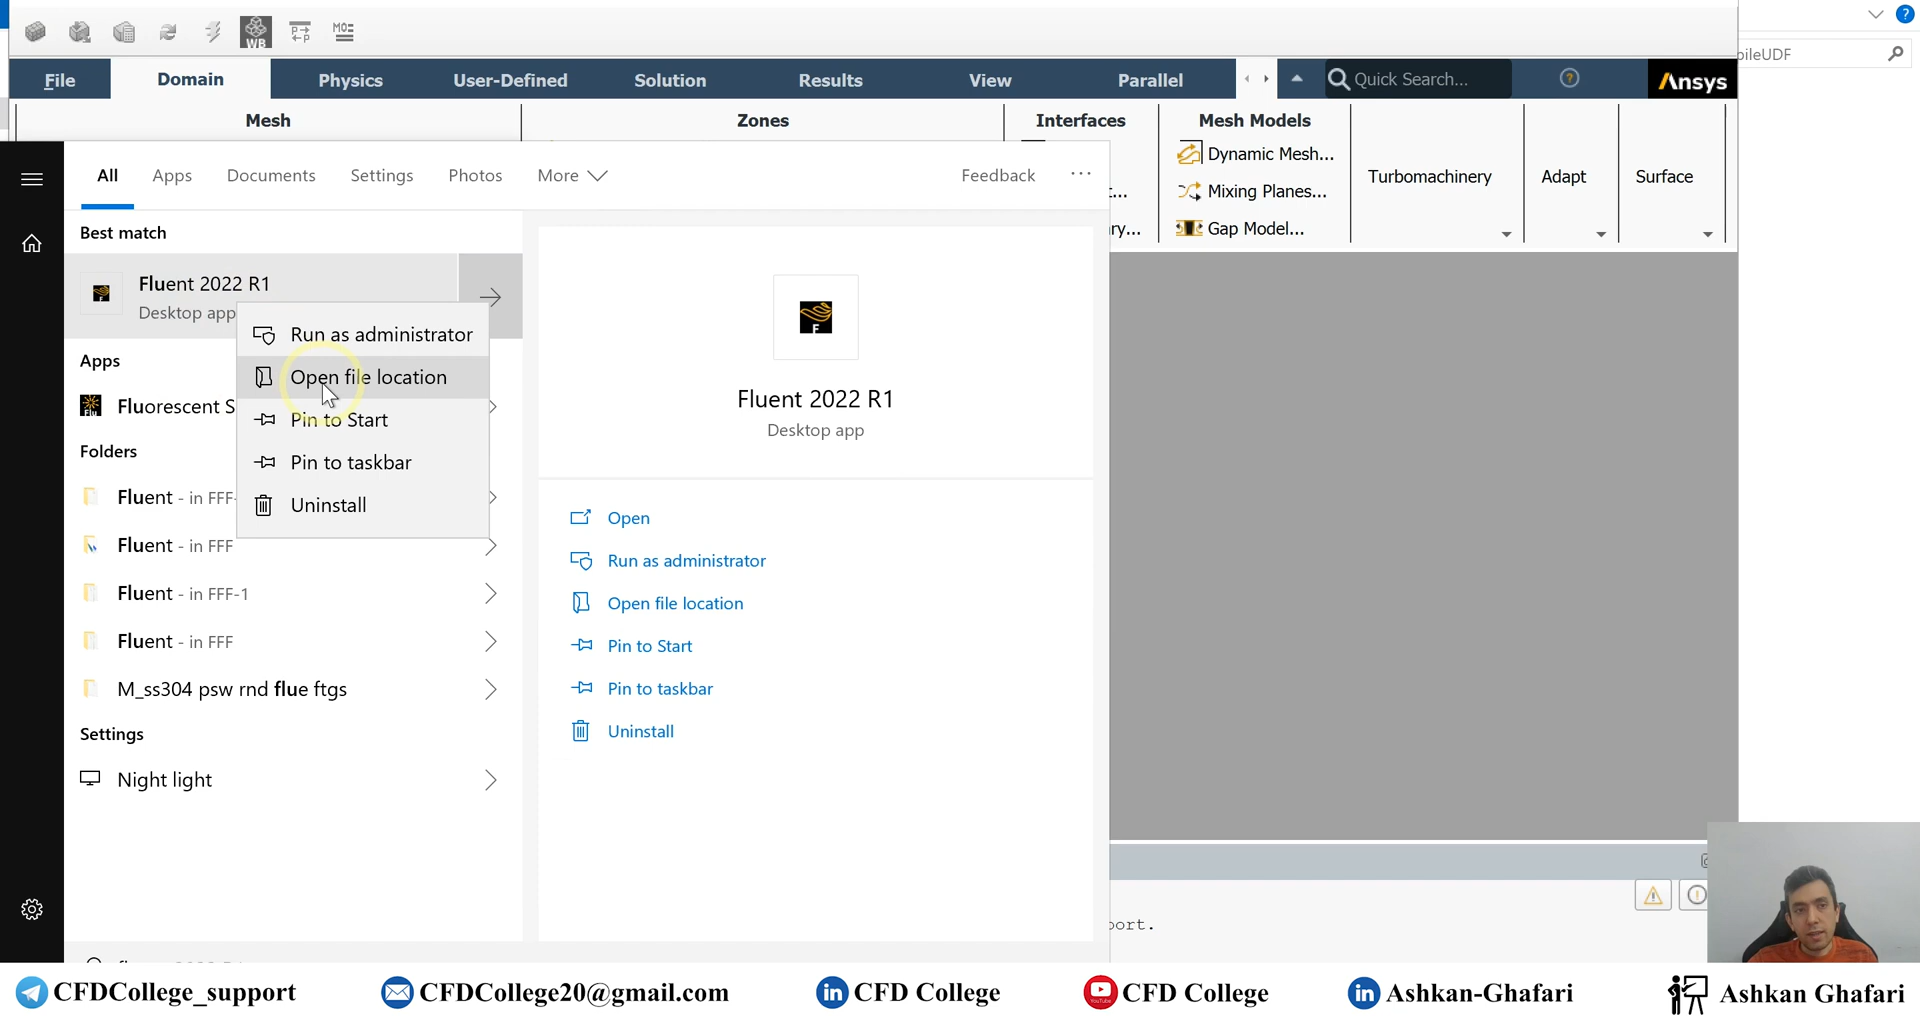 WB
File
Domain
Physics
User-Defined
Solution
Results
View
Parallel
Quick Search...
Ansys
pileUDF
Mesh
Zones
Interfaces
Mesh Models
Dynamic Mesh...
Mixing Planes...
Gap Model...
Turbomachinery
Adapt
Surface
All
Apps
Documents
Settings
Photos
More
Feedback
Best match
Fluent 2022 R1
Desktop app
Run as administrator
Open file location
Pin to Start
Pin to taskbar
Uninstall
Apps
Fluorescent S
Folders
Fluent - in FFF-
Fluent - in FFF
Fluent - in FFF-1
Fluent - in FFF
M_ss304 psw rnd flue ftgs
Settings
Night light
Fluent 2022 R1
Desktop app
Open
Run as administrator
Open file location
Pin to Start
Pin to taskbar
Uninstall
port.
CFDCollege_support
CFDCollege20@gmail.com
CFD College
CFD College
Ashkan-Ghafari
Ashkan Ghafari